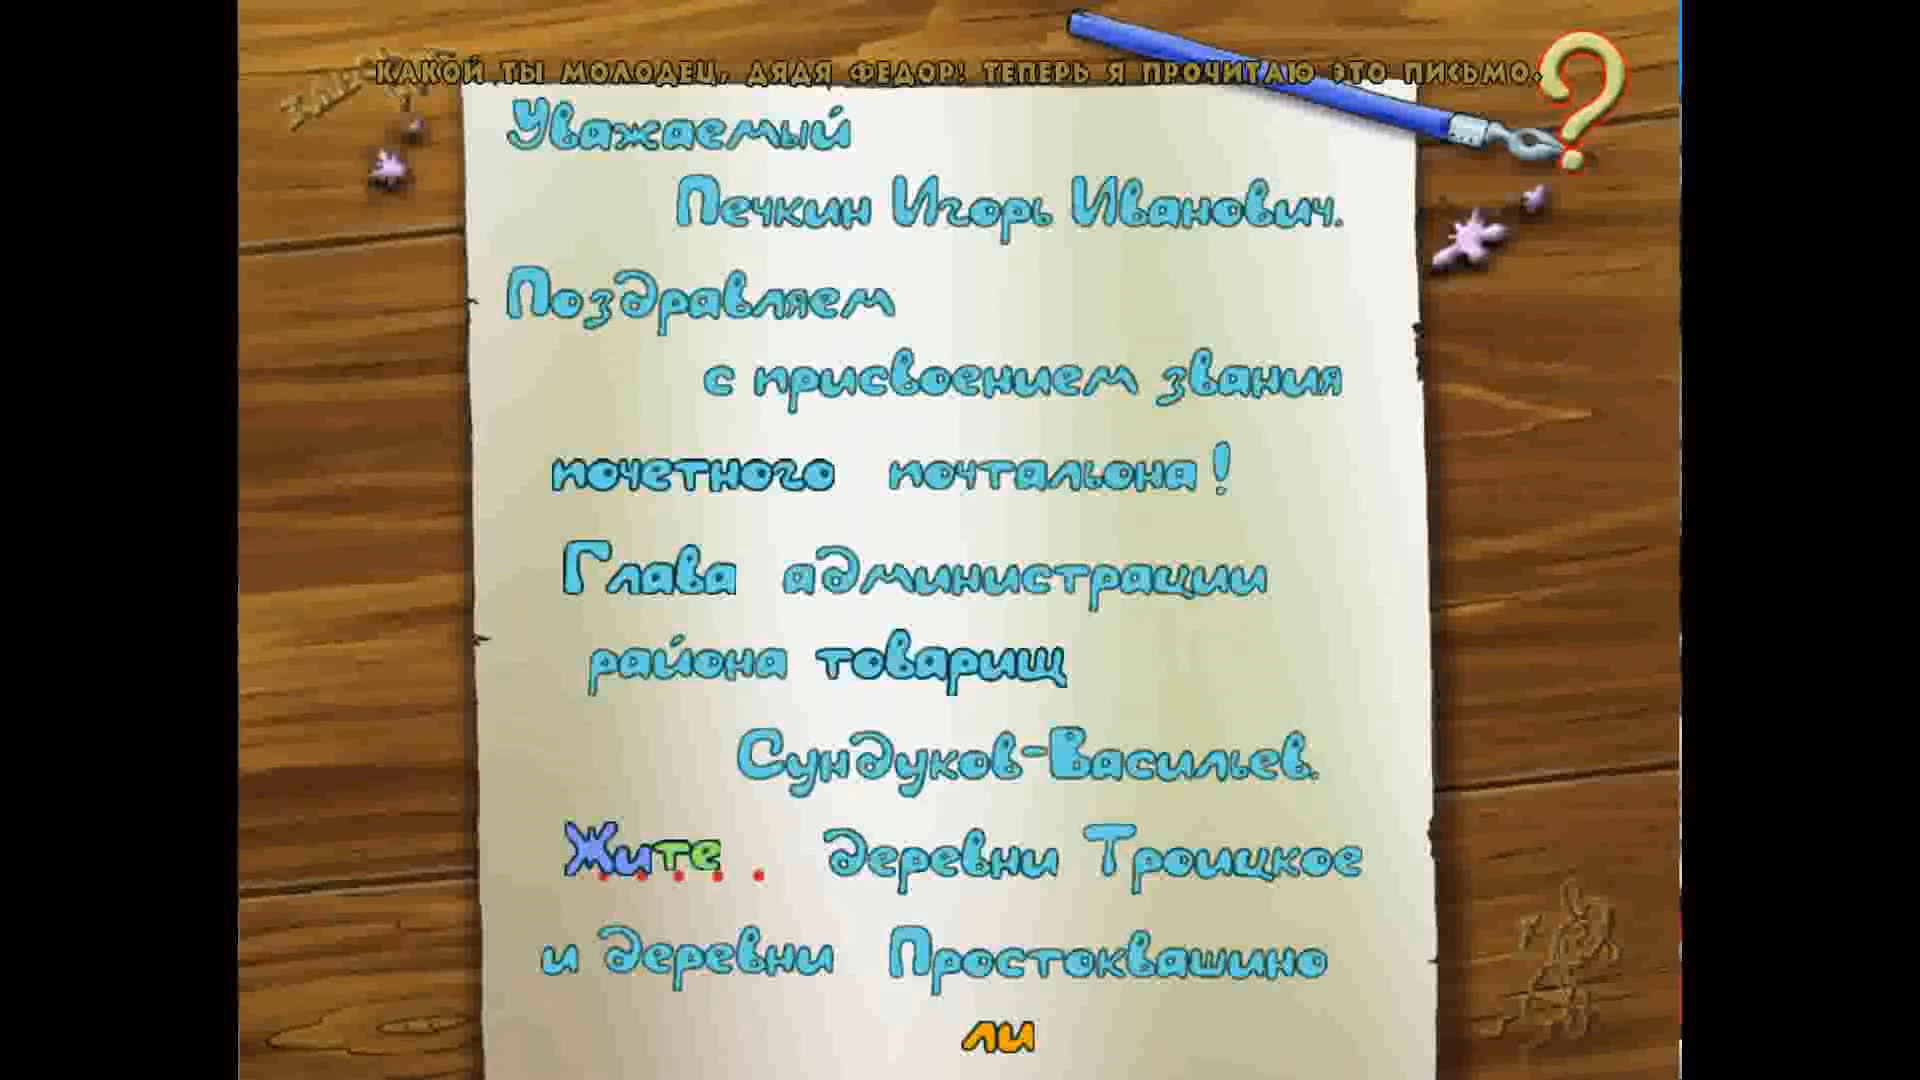 КАКОЙ ТЫ МОЛОДЕЦ, ДЯДЯ ФЕДОР! ТЕПЕРЬ Я ПРОЧИТАЮ ЭТО ПИСЬМО.
?
Уважаемый
Печкин Игорь Иванович.
Поздравляем
с присвоением звания
почетного почтальона!
Глава администрации
района товарищ
Сундуков-Васильев.
Жите деревни Троицкое
и деревни Простоквашино
ли